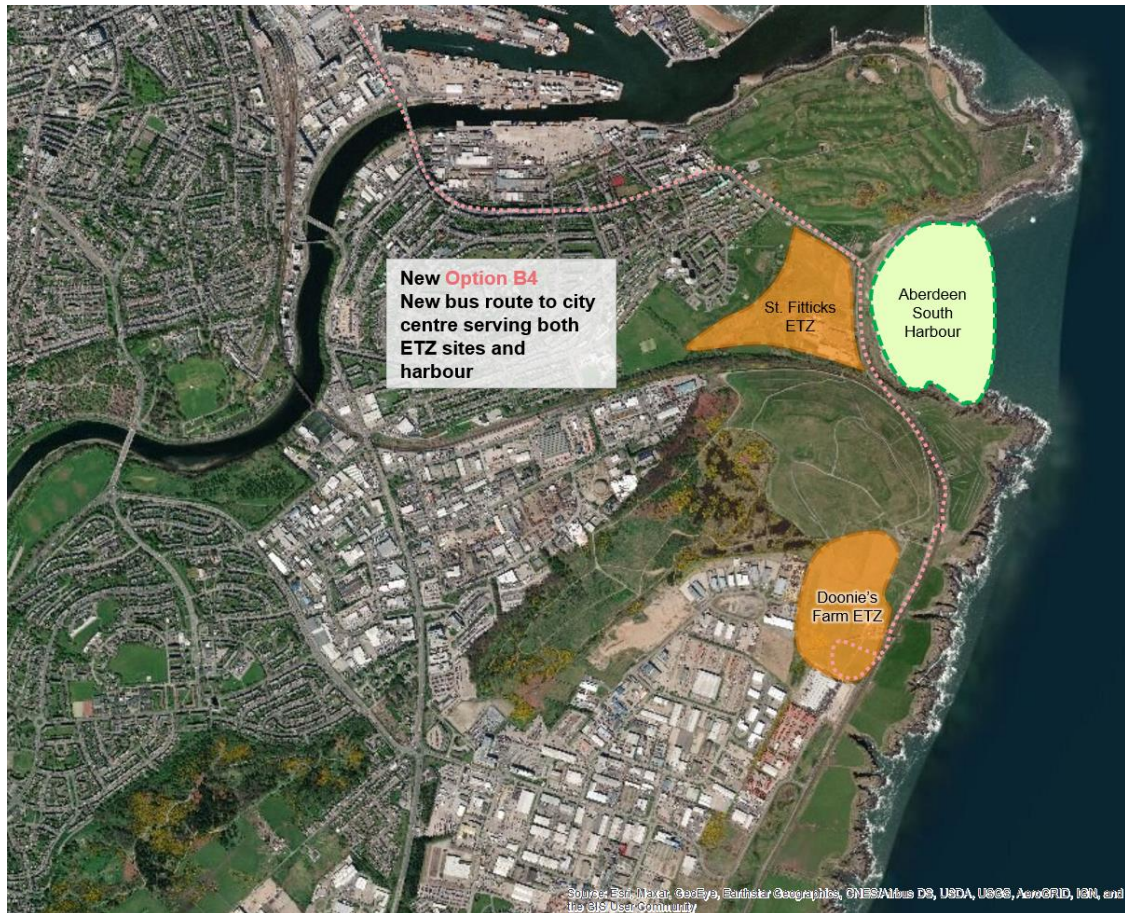 New Option B4
New bus route to city
centre serving both
ETZ sites and
harbour
St. Fitticks
ETZ
Aberdeen
South
Harbour
Doonie's
Farm ETZ
Source: Esri, Maxar, GeoEye, Earthstar Geographics, CNES/Airbus DS, USDA, USGS, AeroGRID, IGN, and
the GIS User Community